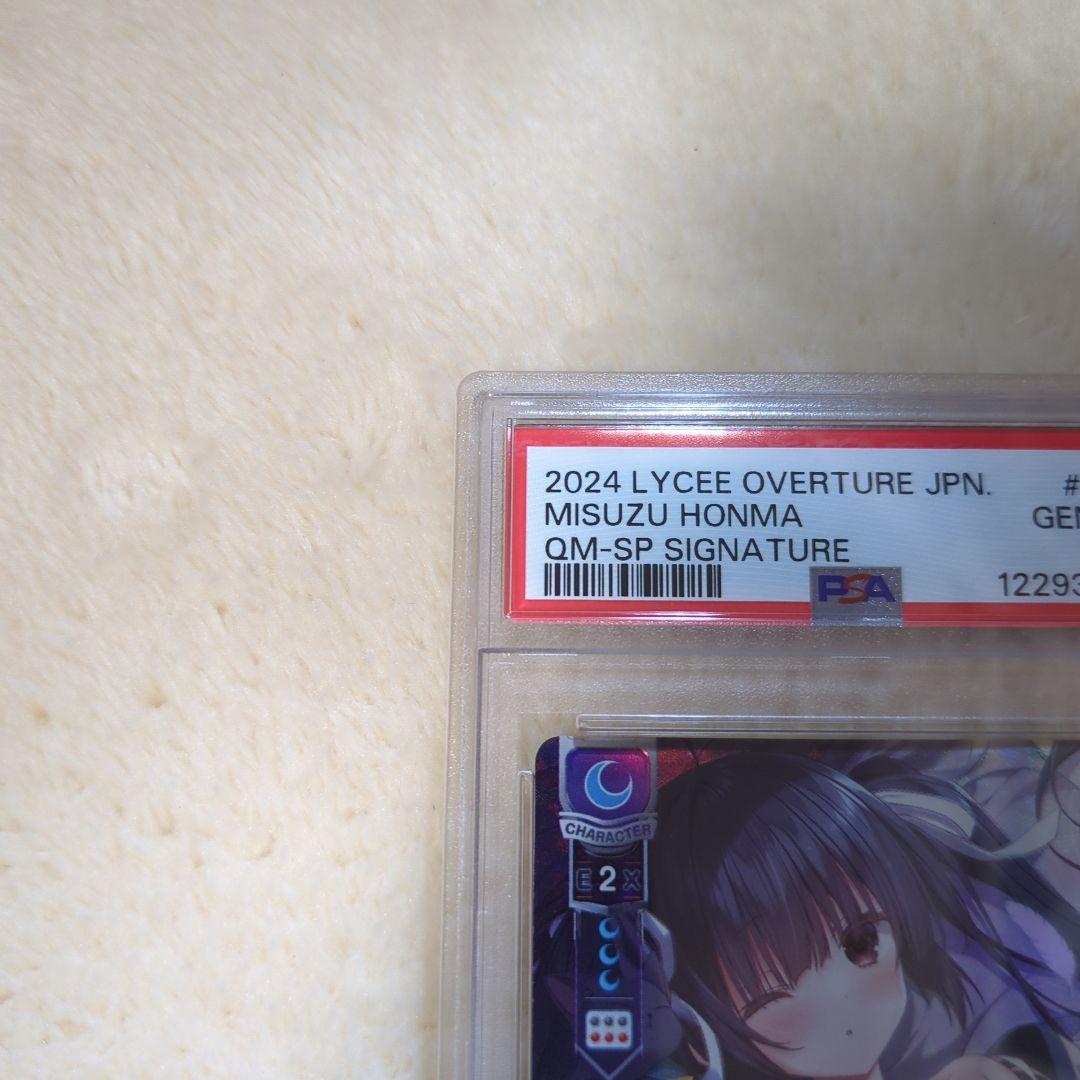 2024 LYCEE OVERTURE JPN. #
MISUZU HONMA
QM-SP SIGNATURE
PSA
CHARACTER
E 2 X